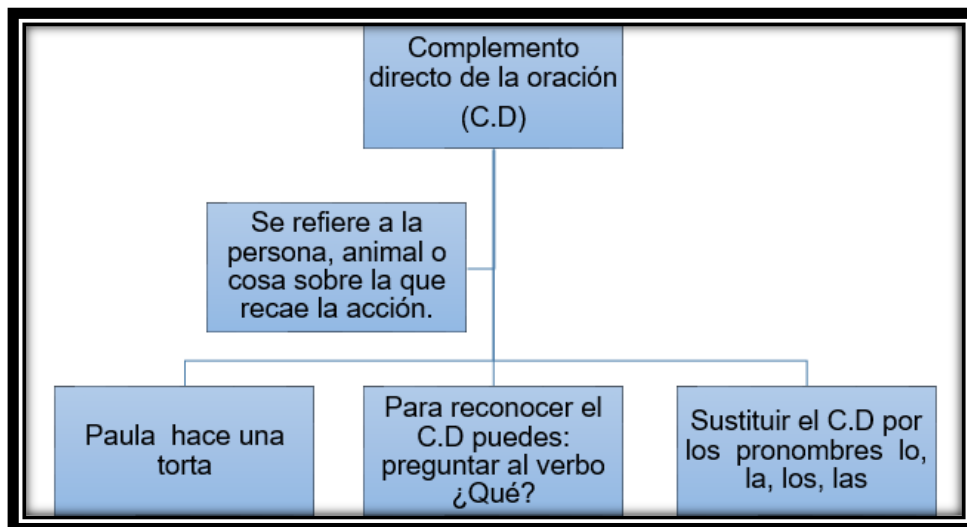 Complemento
directo de la oración
(C.D)
Se refiere a la
persona, animal o
cosa sobre la que
recae la acción.
Paula hace una
torta
Para reconocer el
C.D puedes:
preguntar al verbo
¿Qué?
Sustituir el C.D por
los pronombres lo,
la, los, las